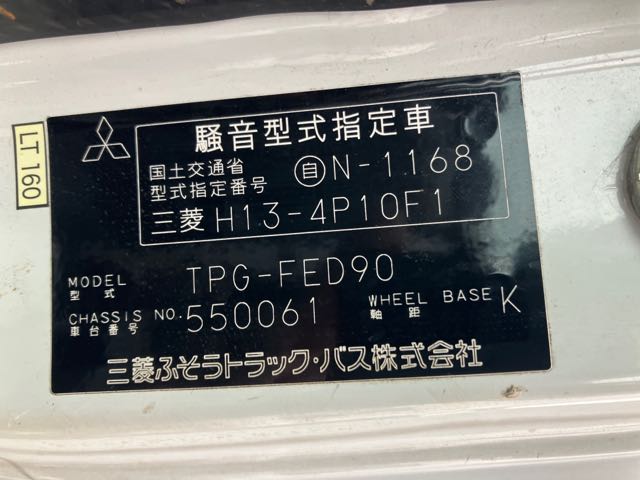 LT 160
騒音型式指定車
国土交通省
型式指定番号
自 N-1168
三菱 H13-4P10F1
MODEL
型式
TPG-FED90
CHASSIS NO.
車台番号
550061
WHEEL BASE
軸距
K
三菱ふそうトラック・バス株式会社